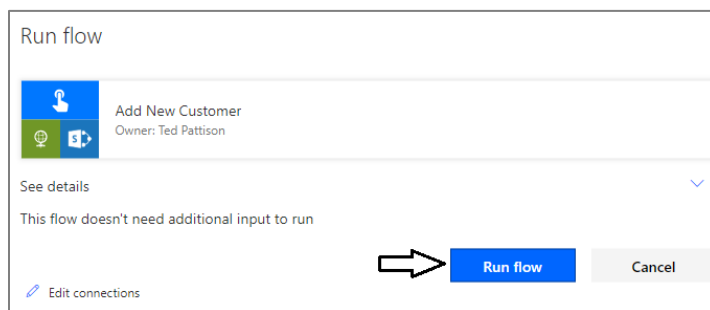 Run flow
Add New Customer
Owner: Ted Pattison
S
See details
This flow doesn't need additional input to run
Run flow
Cancel
Edit connections